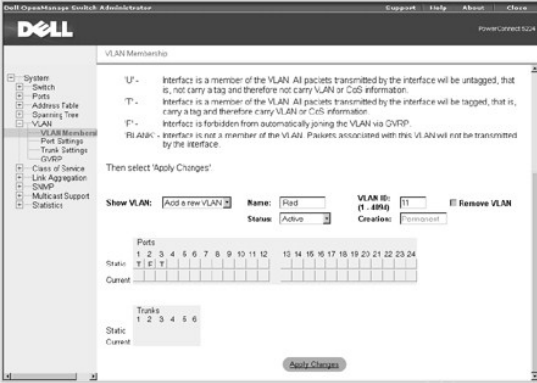 Dell OpenManage Switch Administrator
Support Help About Close
DELL
PowerConnect 5224
VLAN Membership
System
Switch
Ports
Address Table
Spanning Tree
VLAN
VLAN Members
Port Settings
Trunk Settings
GVRP
Class of Service
Link Aggregation
SNMP
Multicast Support
Statistics
'U' - Interface is a member of the VLAN. All packets transmitted by the interface will be untagged, that is, not carry a tag and therefore not carry VLAN or CoS information.
'T' - Interface is a member of the VLAN. All packets transmitted by the interface will be tagged, that is, carry a tag and therefore carry VLAN or CoS information.
'F' - Interface is forbidden from automatically joining the VLAN via GVRP.
'BLANK' - Interface is not a member of the VLAN. Packets associated with this VLAN will not be transmitted by the interface.
Then select 'Apply Changes'.
Show VLAN: Add a new VLAN Name: Red VLAN ID: (1 - 4094) 11 Remove VLAN
Status: Active Creation: Permanent
Ports
1 2 3 4 5 6 7 8 9 10 11 12 13 14 15 16 17 18 19 20 21 22 23 24
Static T F T
Current
Trunks
1 2 3 4 5 6
Static
Current
Apply Changes